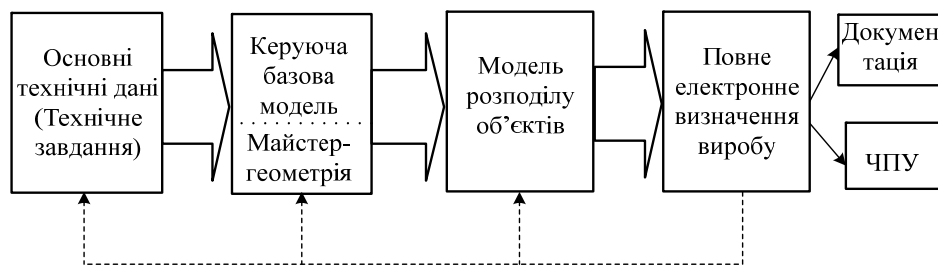 Основні
технічні дані
(Технічне
завдання)
Керуюча
базова
модель
Майстер-
геометрія
Модель
розподілу
об’єктів
Повне
електронне
визначення
виробу
Докумен
тація
ЧПУ